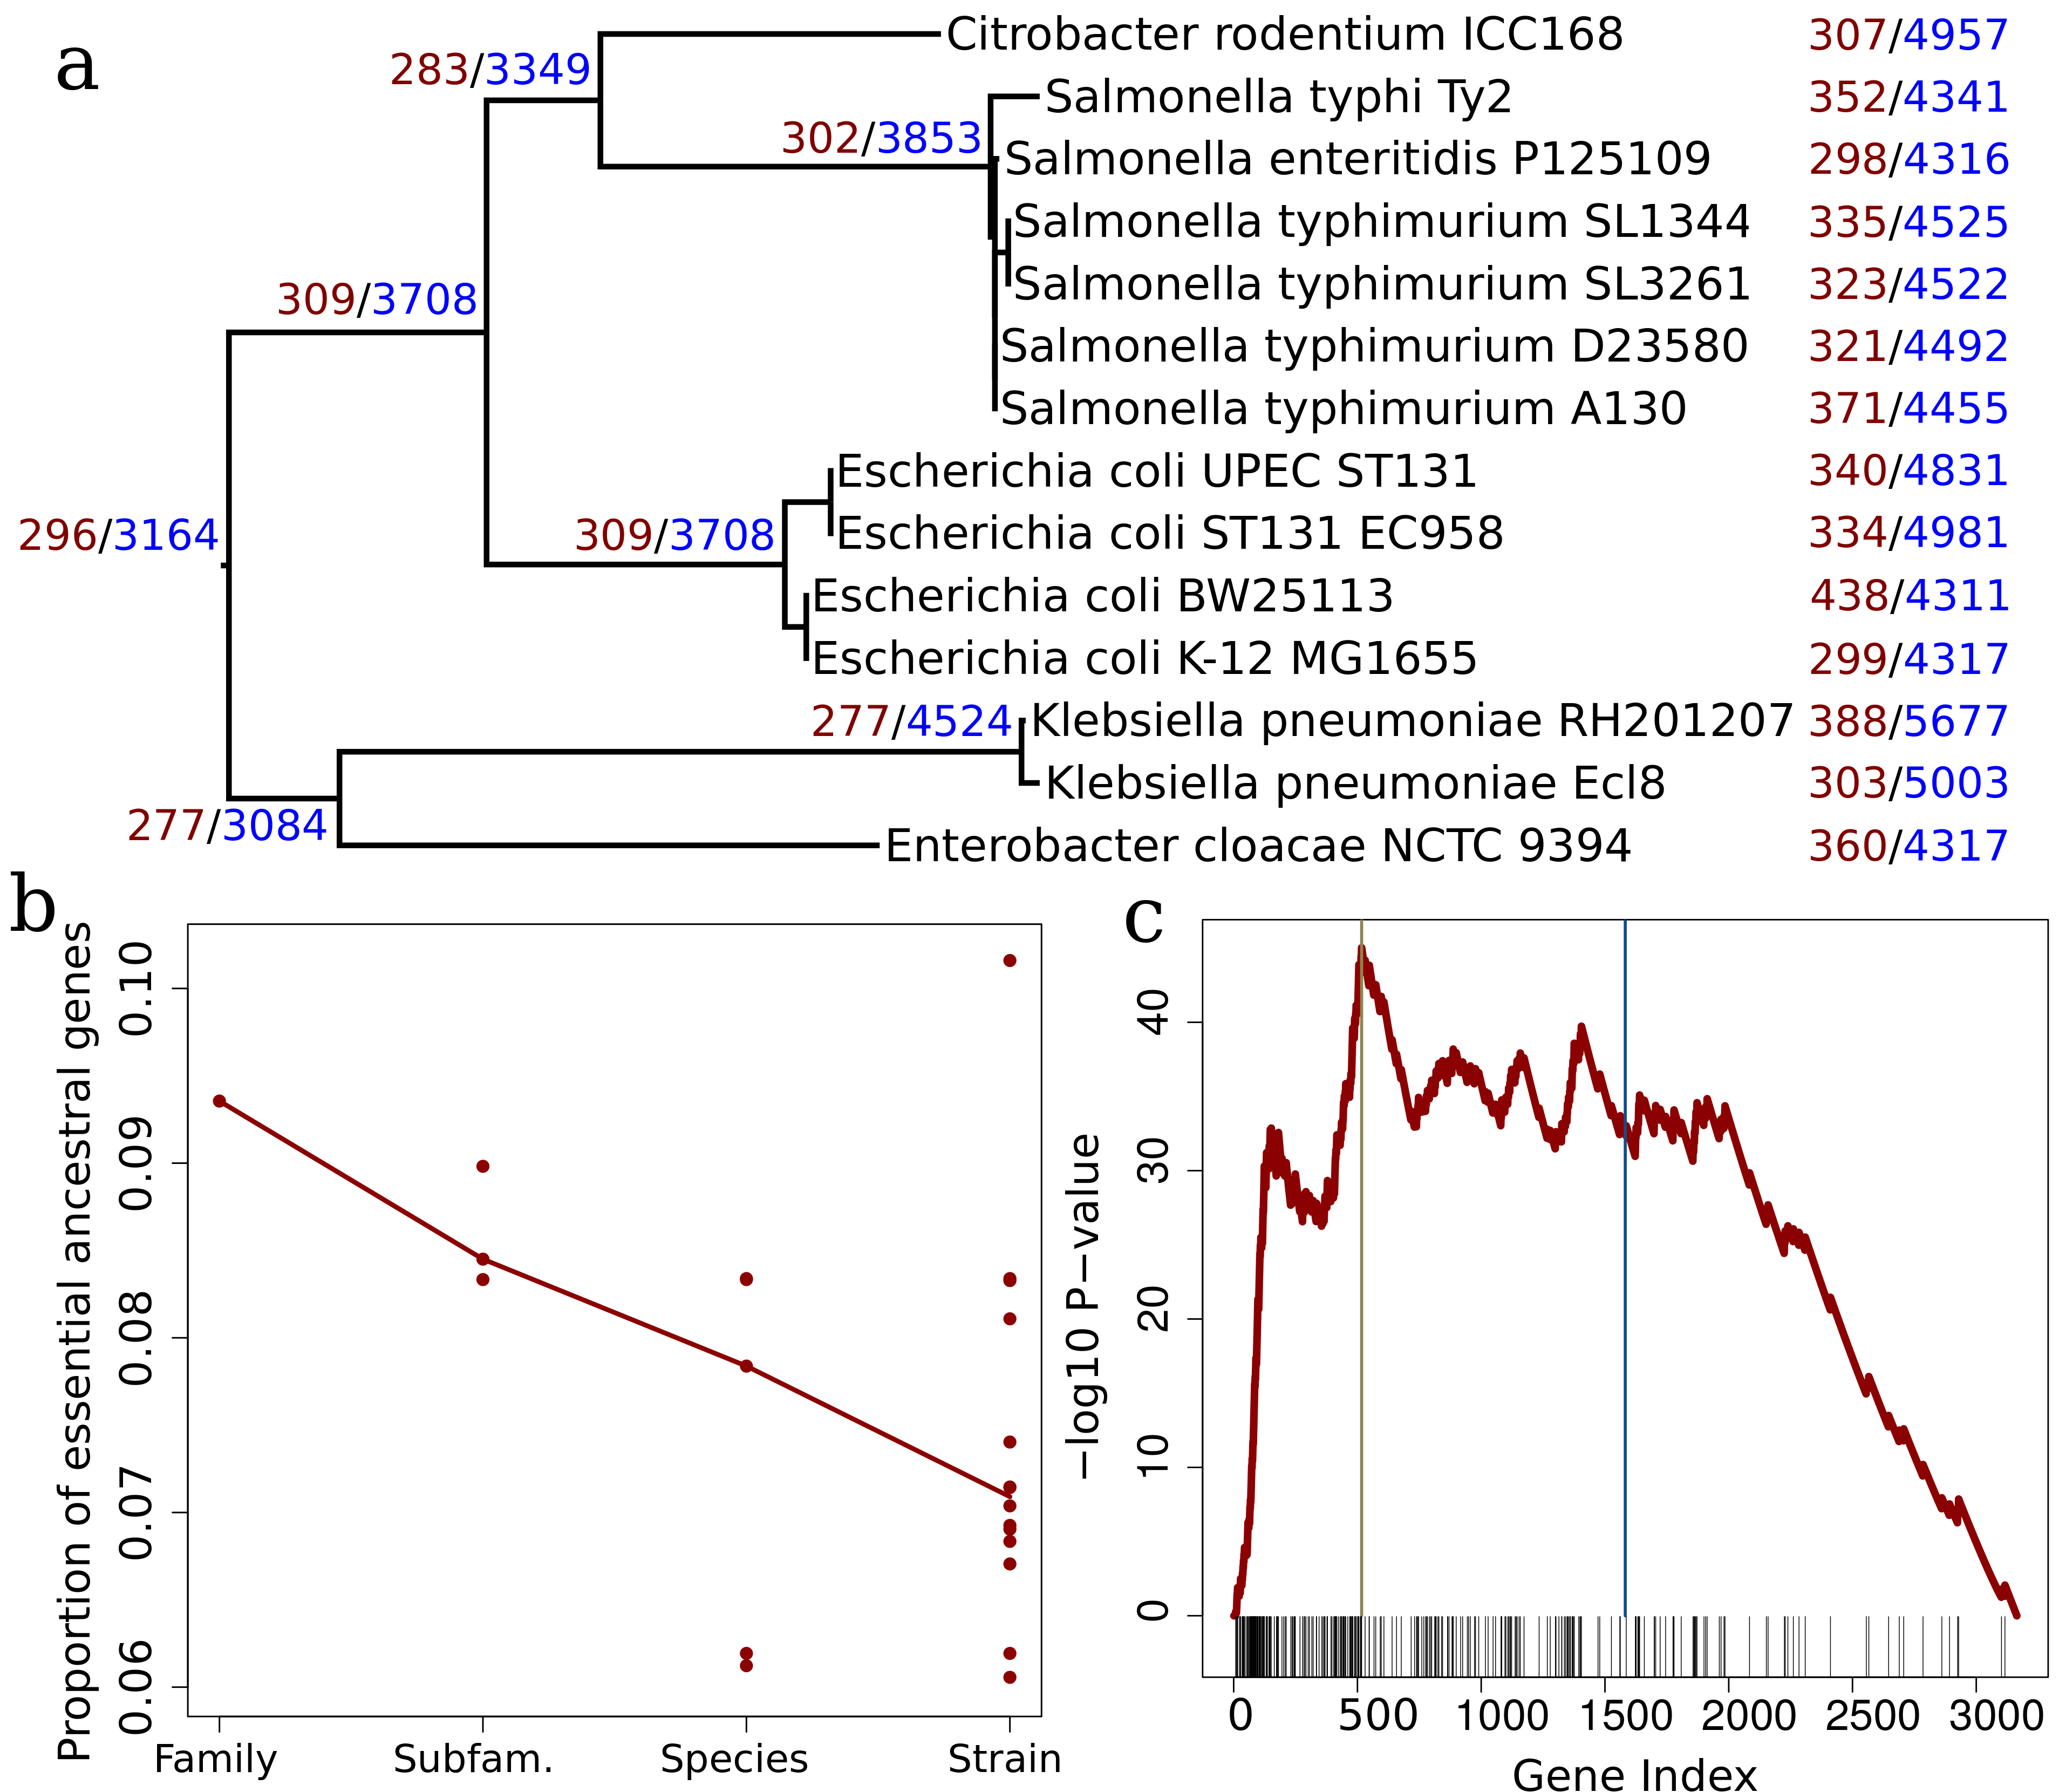 a
Citrobacter rodentium ICC168 307/4957
283/3349
Salmonella typhi Ty2 352/4341
302/3853
Salmonella enteritidis P125109 298/4316
Salmonella typhimurium SL1344 335/4525
Salmonella typhimurium SL3261 323/4522
309/3708
Salmonella typhimurium D23580 321/4492
Salmonella typhimurium A130 371/4455
Escherichia coli UPEC ST131 340/4831
Escherichia coli ST131 EC958 334/4981
296/3164
309/3708
Escherichia coli BW25113 438/4311
Escherichia coli K-12 MG1655 299/4317
277/4524
Klebsiella pneumoniae RH201207 388/5677
Klebsiella pneumoniae Ecl8 303/5003
277/3084
Enterobacter cloacae NCTC 9394 360/4317
b
Proportion of essential ancestral genes
0.10
0.09
0.08
0.07
0.06
Family Subfam. Species Strain
c
−log10 P−value
40
30
20
10
0
0 500 1000 1500 2000 2500 3000
Gene Index